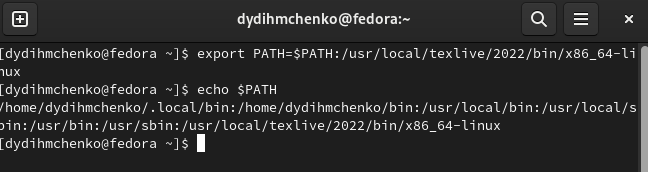 dydihmchenko@fedora:~
[dydihmchenko@fedora ~]$ export PATH=$PATH:/usr/local/texlive/2022/bin/x86_64-li
nux
[dydihmchenko@fedora ~]$ echo $PATH
/home/dydihmchenko/.local/bin:/home/dydihmchenko/bin:/usr/local/bin:/usr/local/s
bin:/usr/bin:/usr/sbin:/usr/local/texlive/2022/bin/x86_64-linux
[dydihmchenko@fedora ~]$